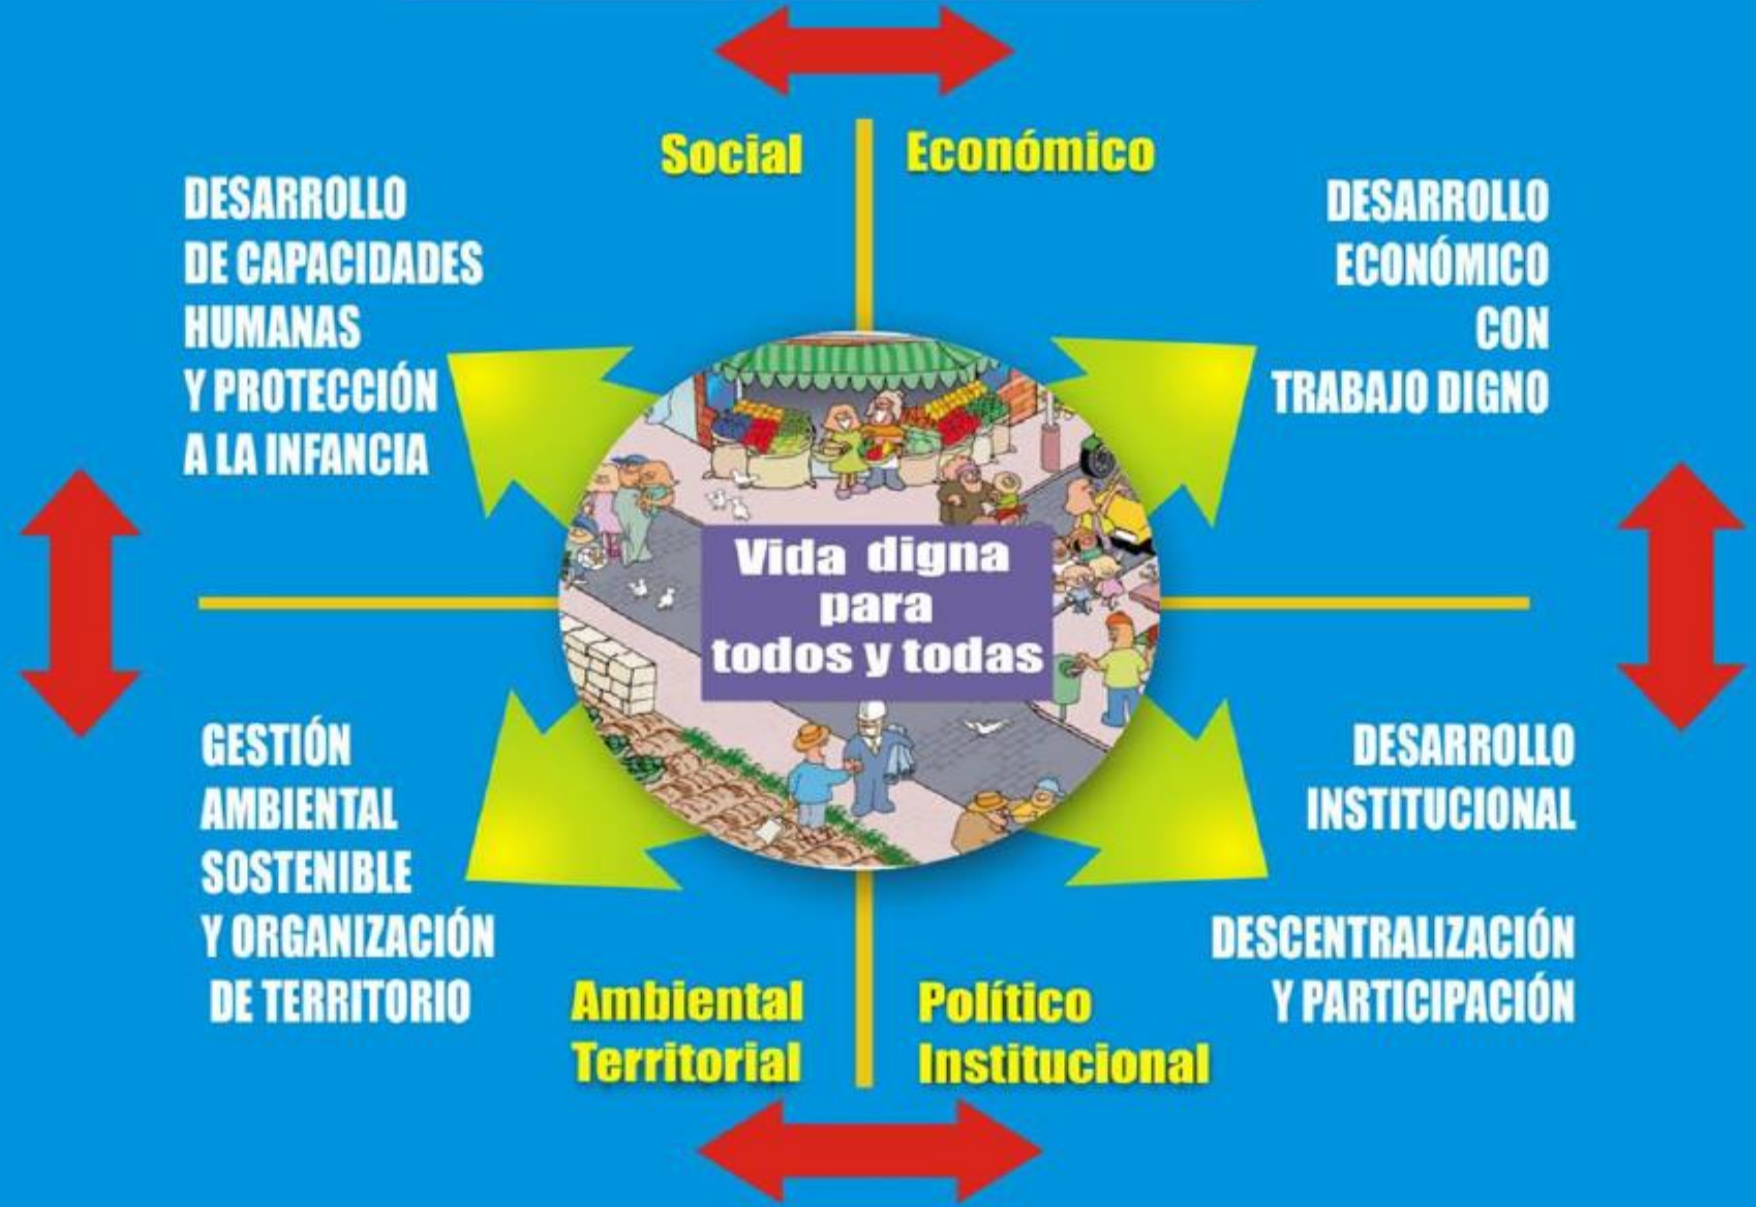 Social
Económico
DESARROLLO
DE CAPACIDADES
HUMANAS
Y PROTECCIÓN
A LA INFANCIA
DESARROLLO
ECONÓMICO
CON
TRABAJO DIGNO
Vida digna
para
todos y todas
GESTIÓN
AMBIENTAL
SOSTENIBLE
Y ORGANIZACIÓN
DE TERRITORIO
DESARROLLO
INSTITUCIONAL
DESCENTRALIZACIÓN
Y PARTICIPACIÓN
Ambiental
Territorial
Político
Institucional